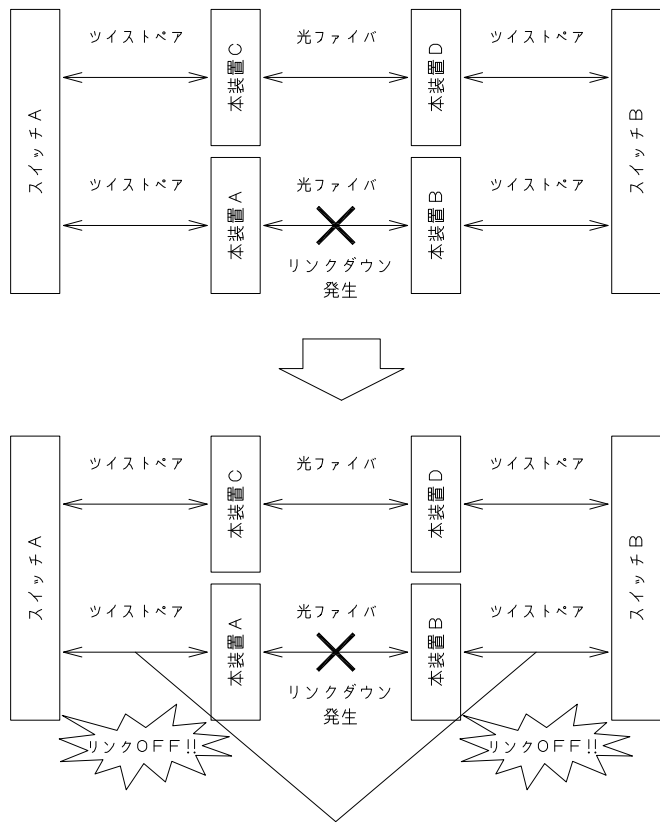 ツイストペア 光ファイバ ツイストペア
スイッチA 本装置C 本装置D スイッチB
ツイストペア 光ファイバ ツイストペア
本装置A 本装置B
リンクダウン
発生
ツイストペア 光ファイバ ツイストペア
スイッチA 本装置C 本装置D スイッチB
ツイストペア 光ファイバ ツイストペア
本装置A 本装置B
リンクダウン
発生
リンクOFF!! リンクOFF!!